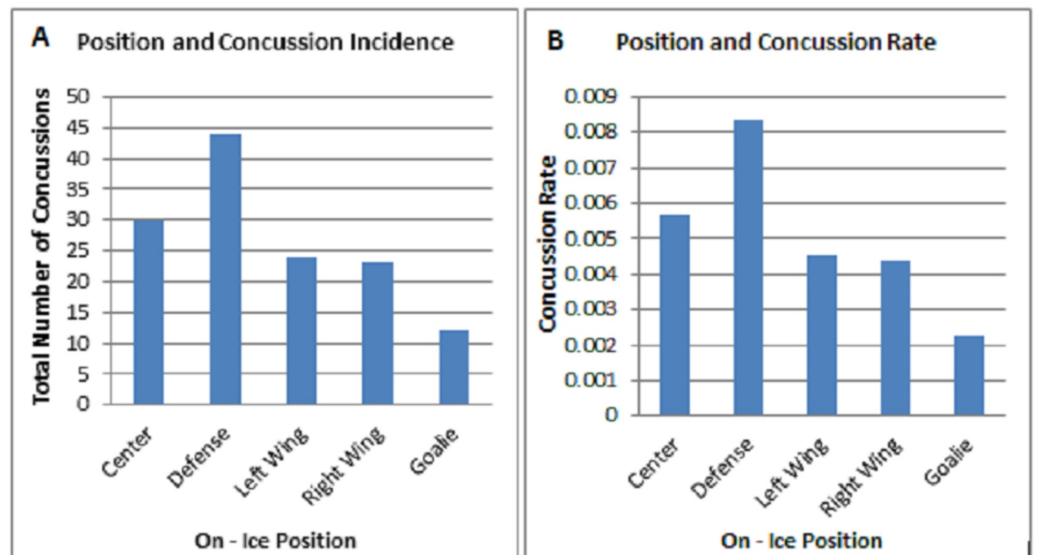 A Position and Concussion Incidence
Total Number of Concussions
50
45
40
35
30
25
20
15
10
5
0
Center
Defense
Left Wing
Right Wing
Goalie
On - Ice Position
B Position and Concussion Rate
Concussion Rate
0.009
0.008
0.007
0.006
0.005
0.004
0.003
0.002
0.001
0
Center
Defense
Left Wing
Right Wing
Goalie
On - Ice Position